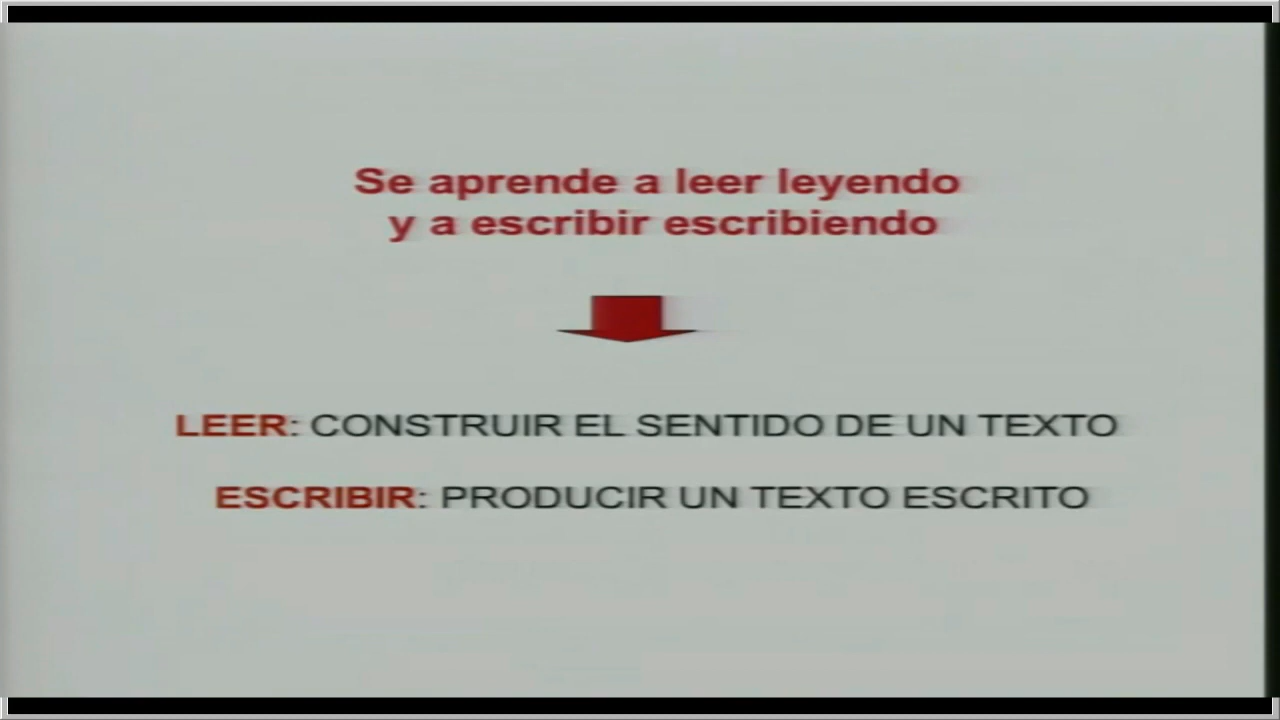 Se aprende a leer leyendo
y a escribir escribiendo
LEER: CONSTRUIR EL SENTIDO DE UN TEXTO
ESCRIBIR: PRODUCIR UN TEXTO ESCRITO